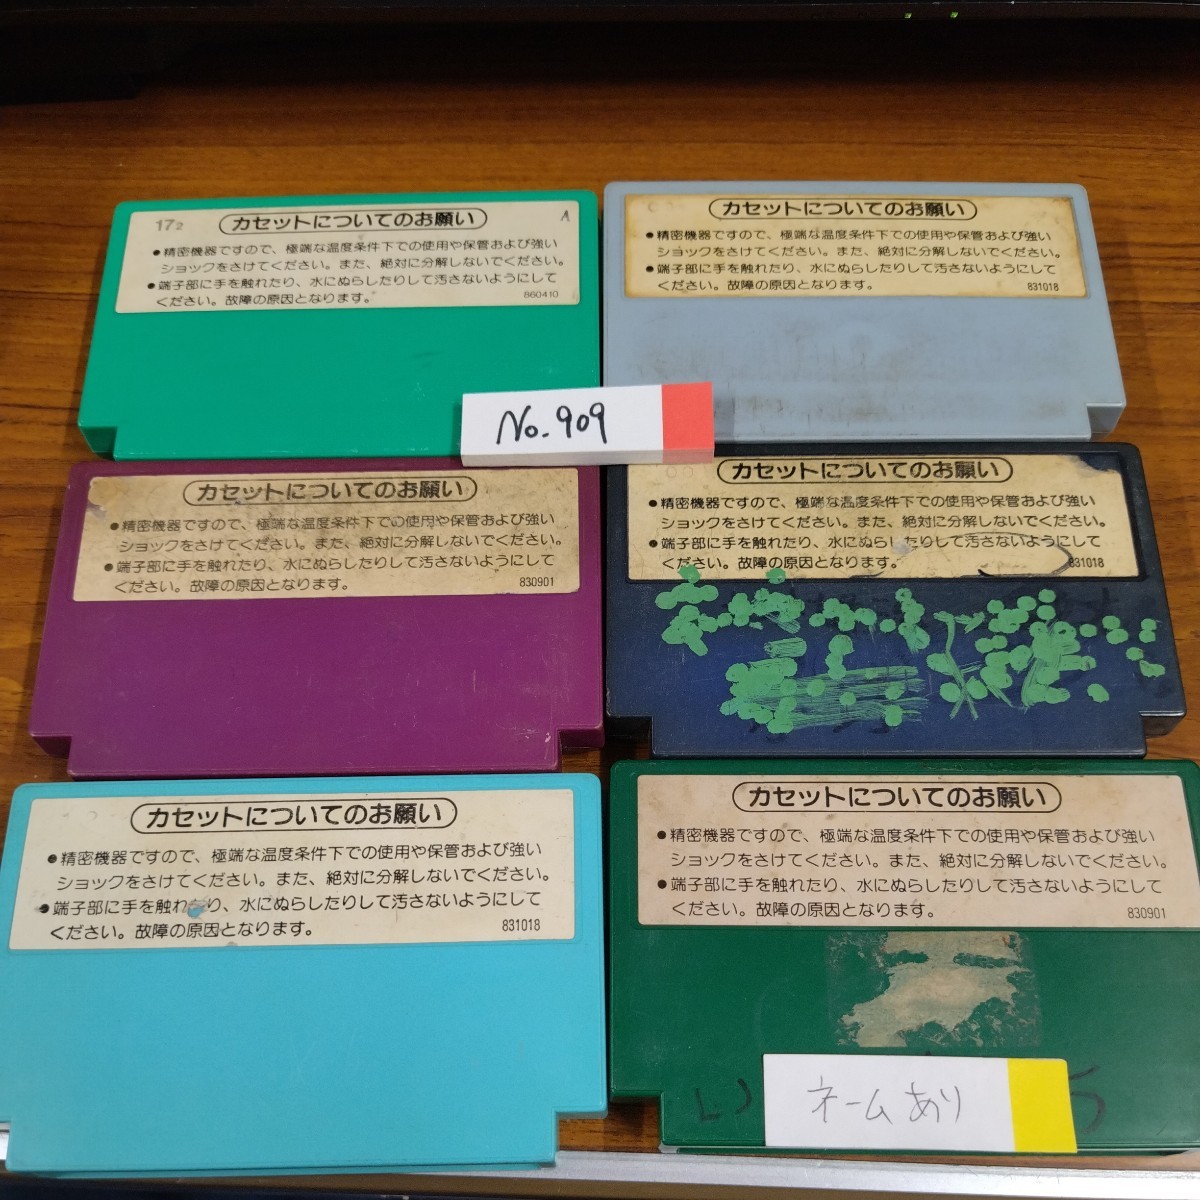 172
カセットについてのお願い
A
●精密機器ですので、極端な温度条件下での使用や保管および強い
ショックをさけてください。また、絶対に分解しないでください。
●端子部に手を触れたり、水にぬらしたりして汚さないようにして
ください。故障の原因となります。
860410
カセットについてのお願い
●精密機器ですので、極端な温度条件下での使用や保管および強い
ショックをさけてください。また、絶対に分解しないでください。
●端子部に手を触れたり、水にぬらしたりして汚さないようにして
ください。故障の原因となります。
831018
No.909
カセットについてのお願い
●精密機器ですので、極端な温度条件下での使用や保管および強い
ショックをさけてください。また、絶対に分解しないでください。
●端子部に手を触れたり、水にぬらしたりして汚さないようにして
ください。故障の原因となります。
830901
カセットについてのお願い
●精密機器ですので、極端な温度条件下での使用や保管および強い
ショックをさけてください。また、絶対に分解しないでください。
●端子部に手を触れたり、水にぬらしたりして汚さないようにして
ください。故障の原因となります。
831018
カセットについてのお願い
●精密機器ですので、極端な温度条件下での使用や保管および強い
ショックをさけてください。また、絶対に分解しないでください。
●端子部に手を触れたり、水にぬらしたりして汚さないようにして
ください。故障の原因となります。
831018
カセットについてのお願い
●精密機器ですので、極端な温度条件下での使用や保管および強い
ショックをさけてください。また、絶対に分解しないでください。
●端子部に手を触れたり、水にぬらしたりして汚さないようにして
ください。故障の原因となります。
830901
ネームあり